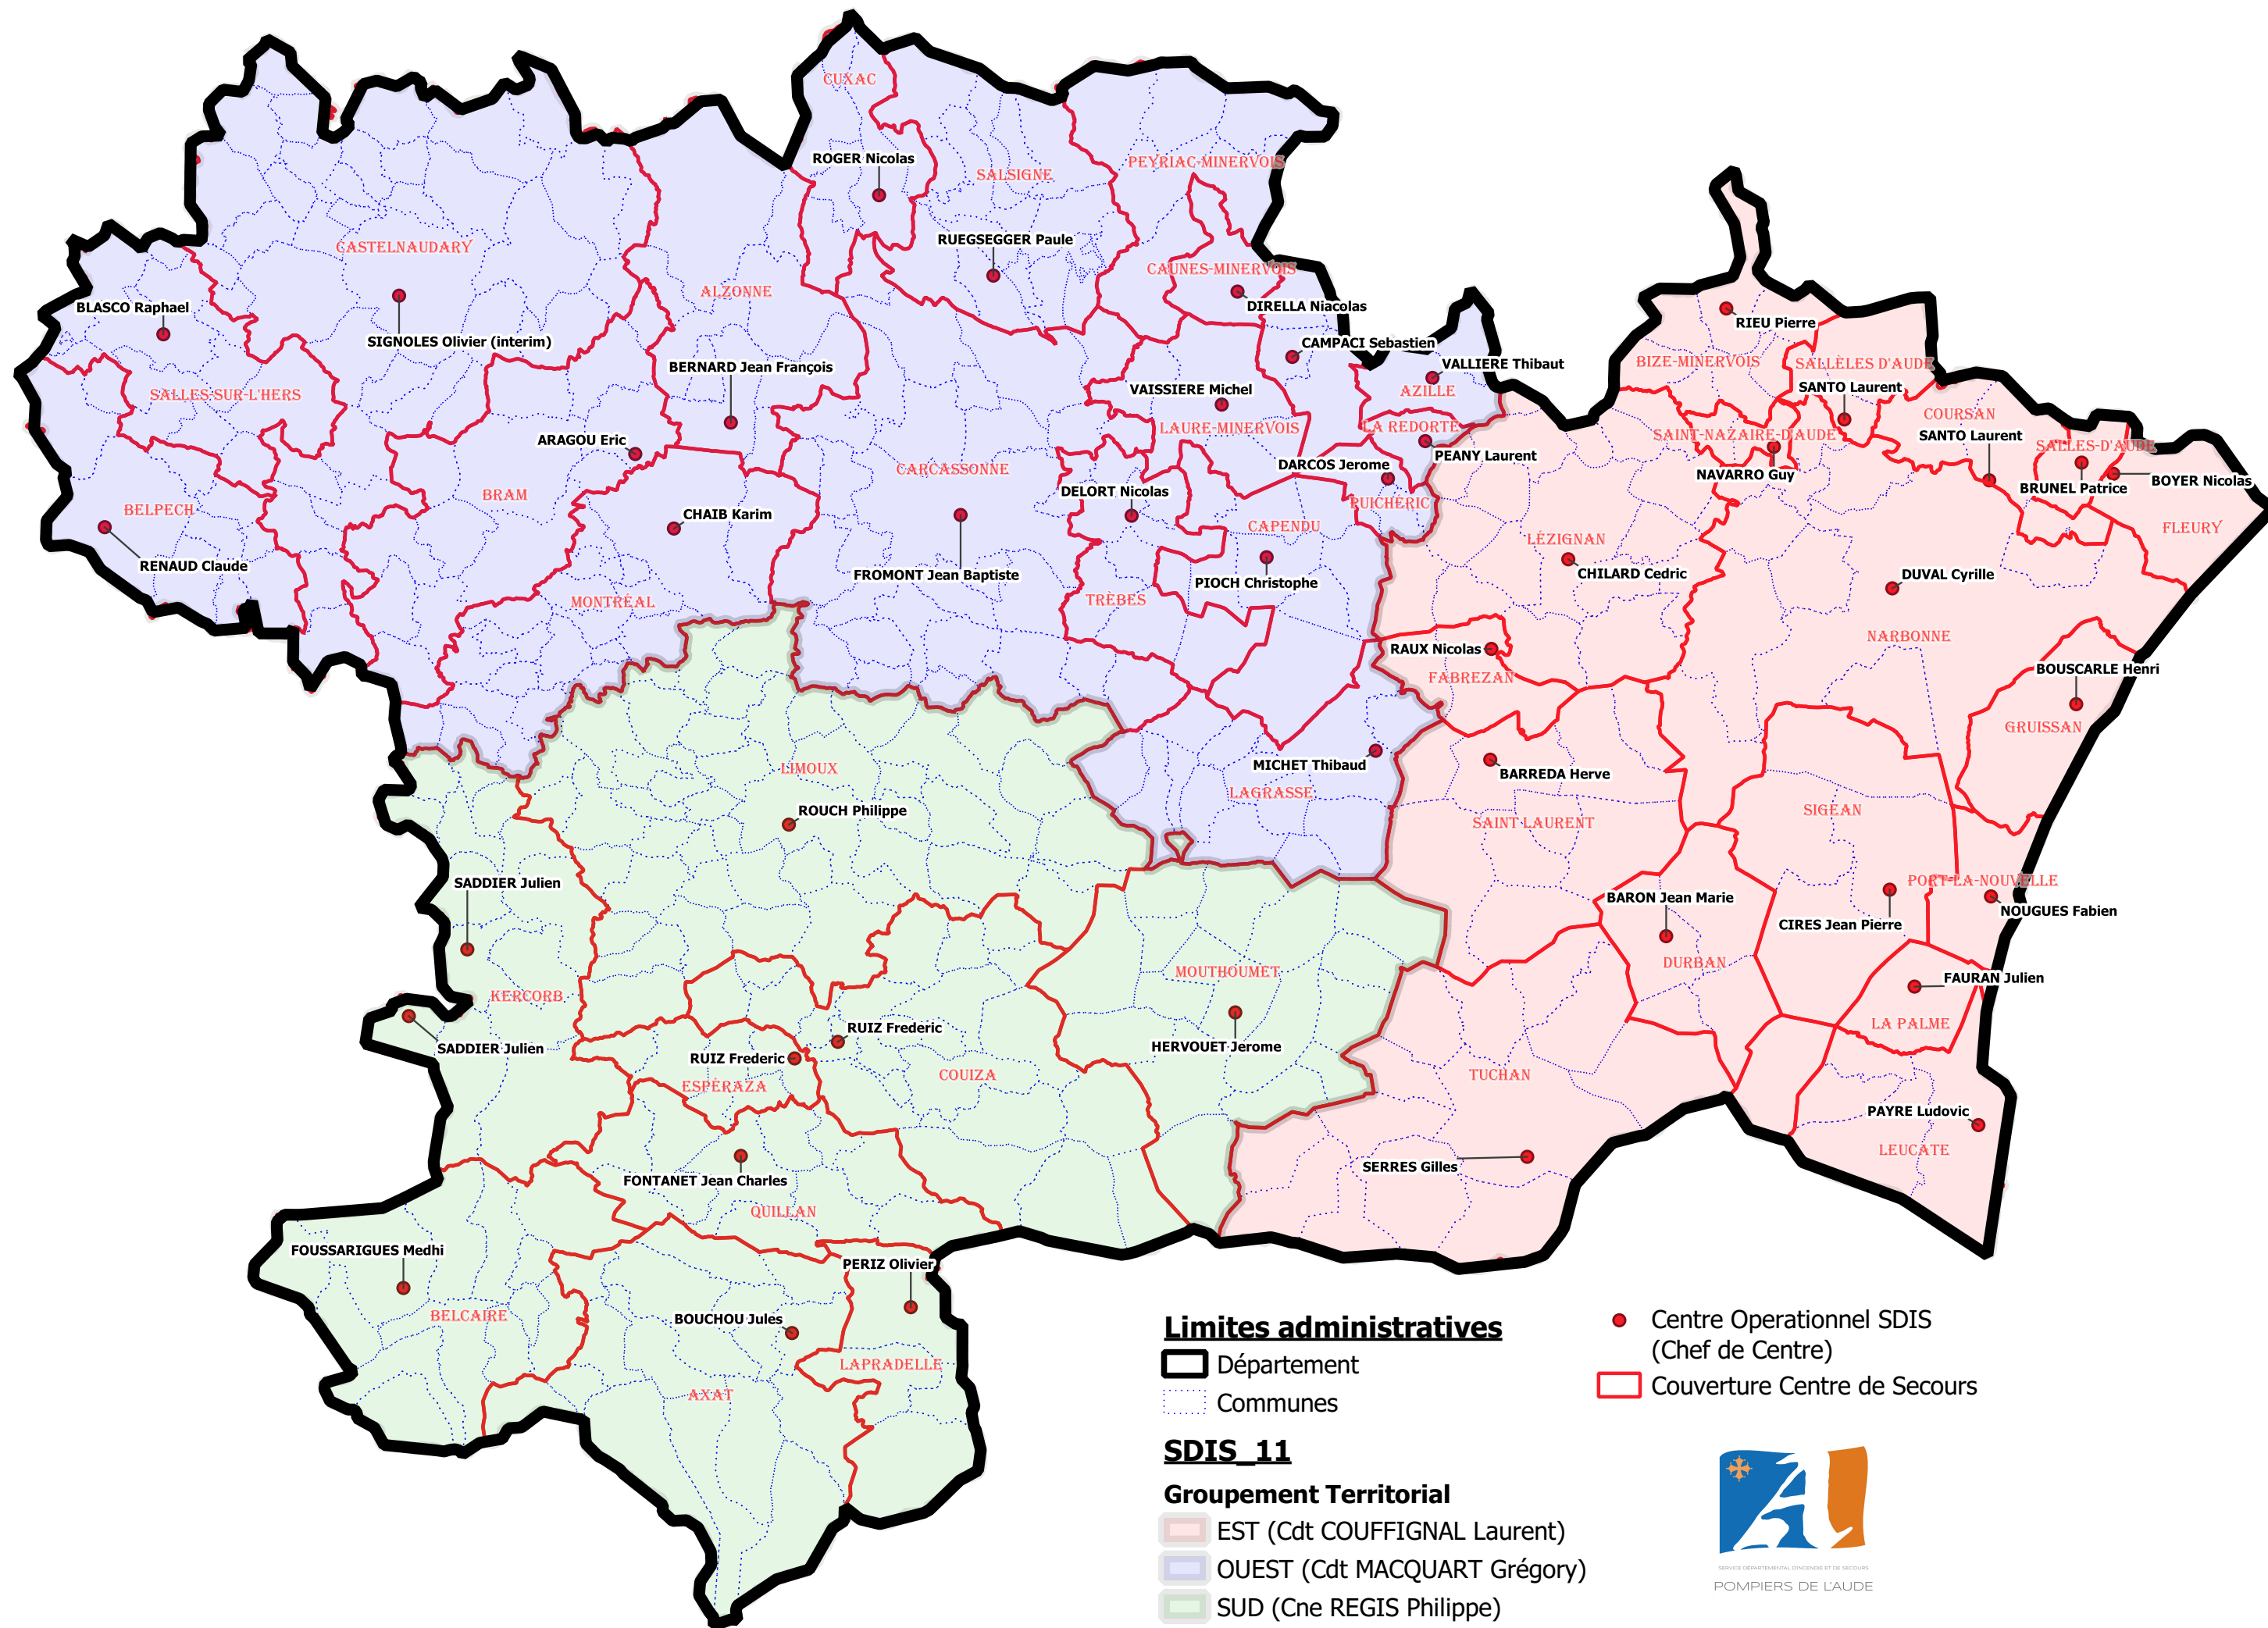 CUXAC
ROGER Nicolas
SALSIGNE
PEYRIAC-MINERVOIS
RUEGSEGGER Paule
CASTELNAUDARY
CAUNES-MINERVOIS
ALZONNE
DIRELLA Niacolas
BLASCO Raphael
SIGNOLES Olivier (interim)
CAMPACI Sebastien
RIEU Pierre
BERNARD Jean François
VALLIERE Thibaut
BIZE-MINERVOIS
SALLÈLES D'AUDE
SALLES-SUR-L'HERS
VAISSIERE Michel
AZILLE
SANTO Laurent
COURSAN
LAURE-MINERVOIS
LA REDORTE
SAINT-NAZAIRE-D'AUDE
SANTO Laurent
SALLES-D'AUDE
ARAGOU Eric
PEANY Laurent
CARCASSONNE
DARCOS Jerome
NAVARRO Guy
BRUNEL Patrice
BOYER Nicolas
BRAM
DELORT Nicolas
PUICHERIC
BELPECH
CHAIB Karim
CAPENDU
LÉZIGNAN
FLEURY
RENAUD Claude
FROMONT Jean Baptiste
PIOCH Christophe
CHILARD Cedric
DUVAL Cyrille
MONTRÉAL
TRÈBES
NARBONNE
RAUX Nicolas
FABREZAN
BOUSCARLE Henri
GRUISSAN
LIMOUX
MICHET Thibaud
BARREDA Herve
LAGRASSE
ROUCH Philippe
SAINT LAURENT
SIGEAN
SADDIER Julien
BARON Jean Marie
PORT-LA-NOUVELLE
NOUGUES Fabien
CIRES Jean Pierre
MOUTHOUMET
DURBAN
FAURAN Julien
KERCORB
RUIZ Frederic
LA PALME
SADDIER Julien
HERVOUET Jerome
RUIZ Frederic
ESPÉRAZA
COUIZA
TUCHAN
PAYRE Ludovic
LEUCATE
SERRES Gilles
FONTANET Jean Charles
QUILLAN
FOUSSARIGUES Medhi
PERIZ Olivier
BELCAIRE
BOUCHOU Jules
LAPRADELLE
AXAT
Limites administratives
Département
Communes
Centre Operationnel SDIS
(Chef de Centre)
Couverture Centre de Secours
SDIS_11
Groupement Territorial
EST (Cdt COUFFIGNAL Laurent)
OUEST (Cdt MACQUART Grégory)
SUD (Cne REGIS Philippe)
SERVICE DÉPARTEMENTAL D'INCENDIE ET DE SECOURS
POMPIERS DE L'AUDE